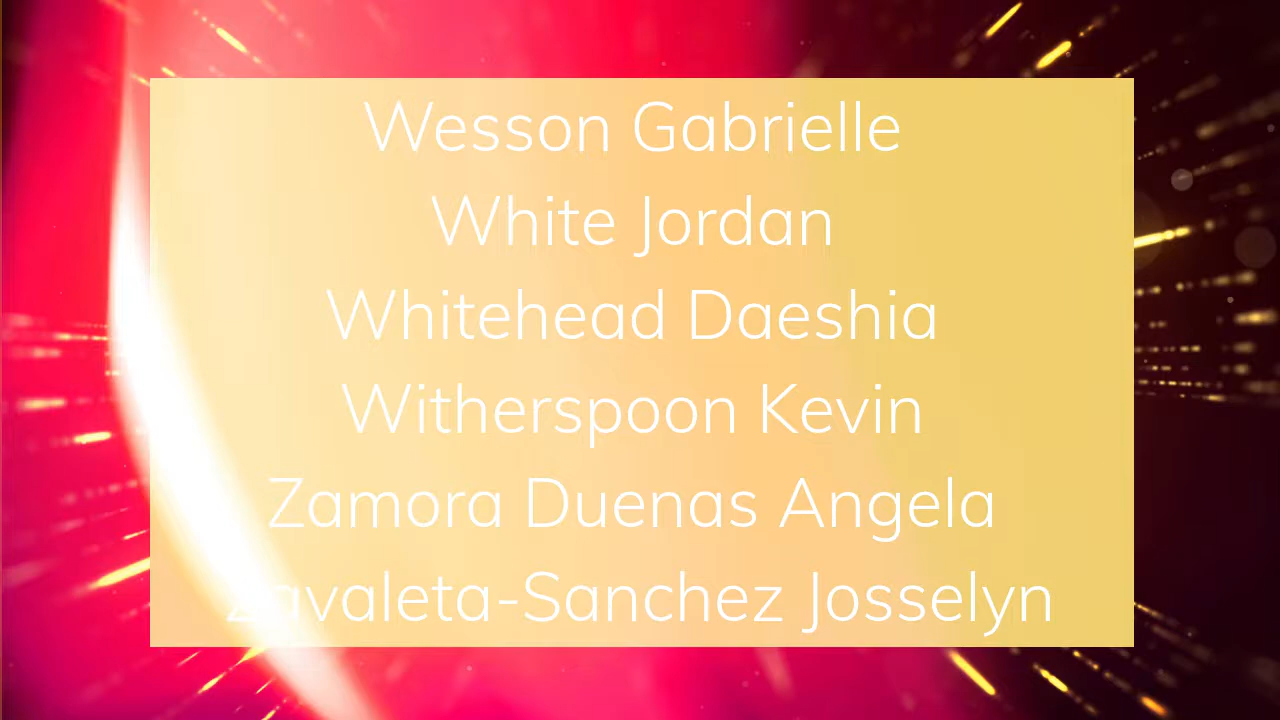 Wesson Gabrielle
White Jordan
Whitehead Daeshia
Witherspoon Kevin
Zamora Duenas Angela
Zavaleta-Sanchez Josselyn